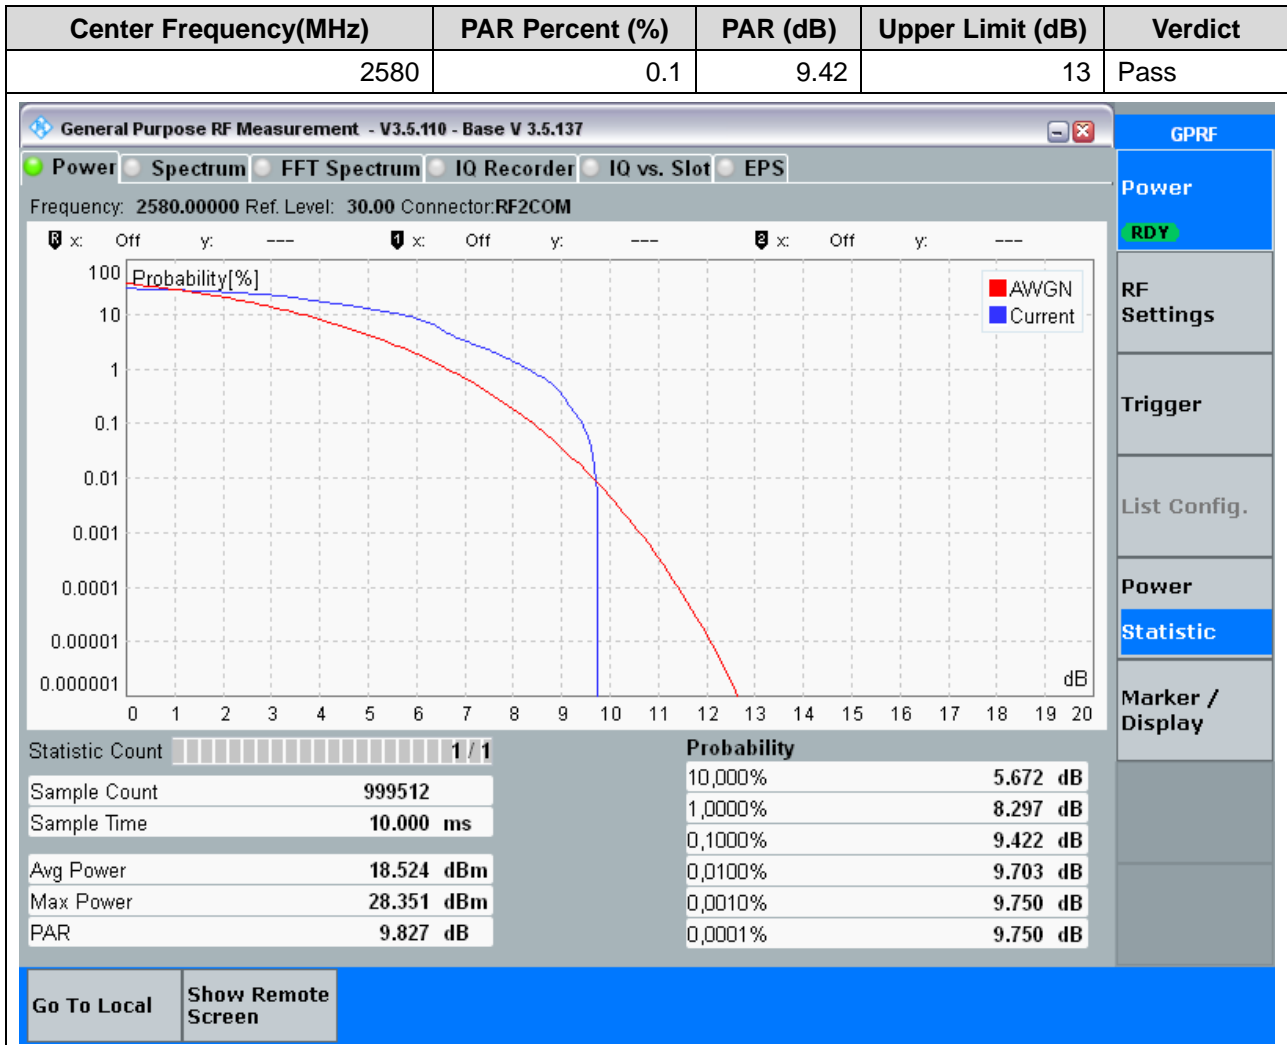 Center Frequency(MHz) PAR Percent (%) PAR (dB) Upper Limit (dB) Verdict
2580 0.1 9.42 13 Pass
General Purpose RF Measurement - V3.5.110 - Base V 3.5.137
GPRF
Power Spectrum FFT Spectrum IQ Recorder IQ vs. Slot EPS
Frequency: 2580.00000 Ref. Level: 30.00 Connector:RF2COM
R x: Off y: --- 1 x: Off y: --- 2 x: Off y: ---
Probability[%]
100
10
1
0.1
0.01
0.001
0.0001
0.00001
0.000001
AWGN
Current
dB
0 1 2 3 4 5 6 7 8 9 10 11 12 13 14 15 16 17 18 19 20
Statistic Count 1 / 1
Sample Count 999512
Sample Time 10.000 ms
Avg Power 18.524 dBm
Max Power 28.351 dBm
PAR 9.827 dB
Probability
10,000% 5.672 dB
1,0000% 8.297 dB
0,1000% 9.422 dB
0,0100% 9.703 dB
0,0010% 9.750 dB
0,0001% 9.750 dB
Power
RDY
RF
Settings
Trigger
List Config.
Power
Statistic
Marker /
Display
Go To Local
Show Remote
Screen